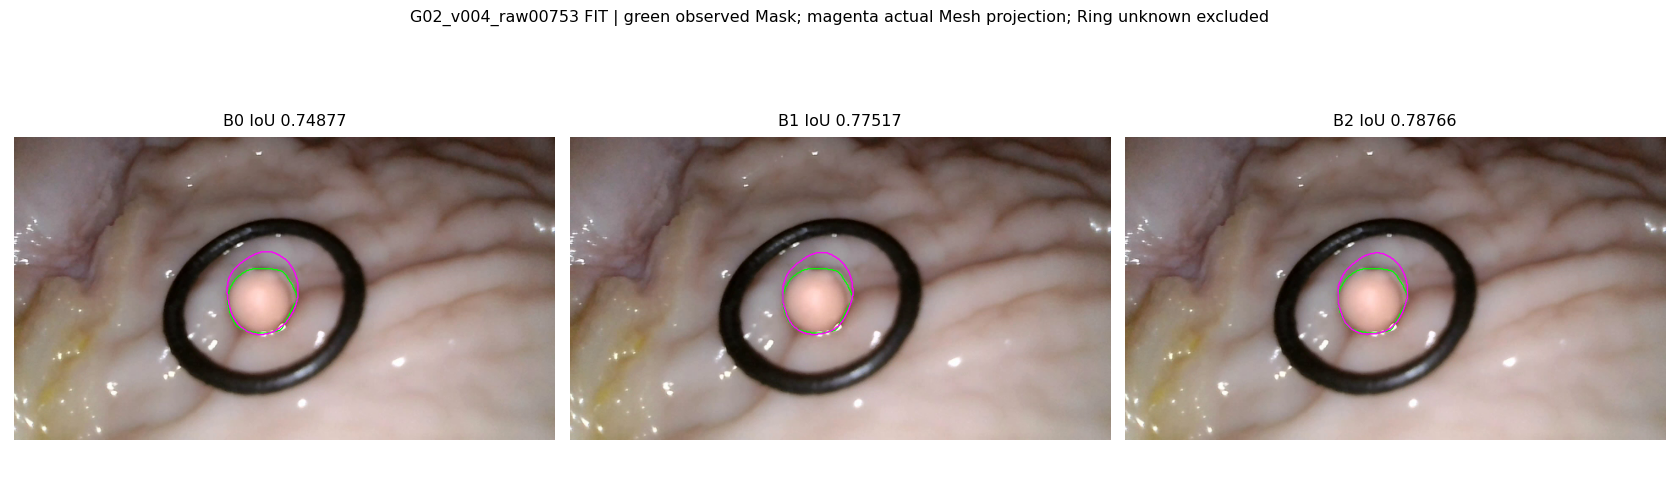 G02_v004_raw00753 FIT | green observed Mask; magenta actual Mesh projection; Ring unknown excluded
B0 IoU 0.74877
B1 IoU 0.77517
B2 IoU 0.78766